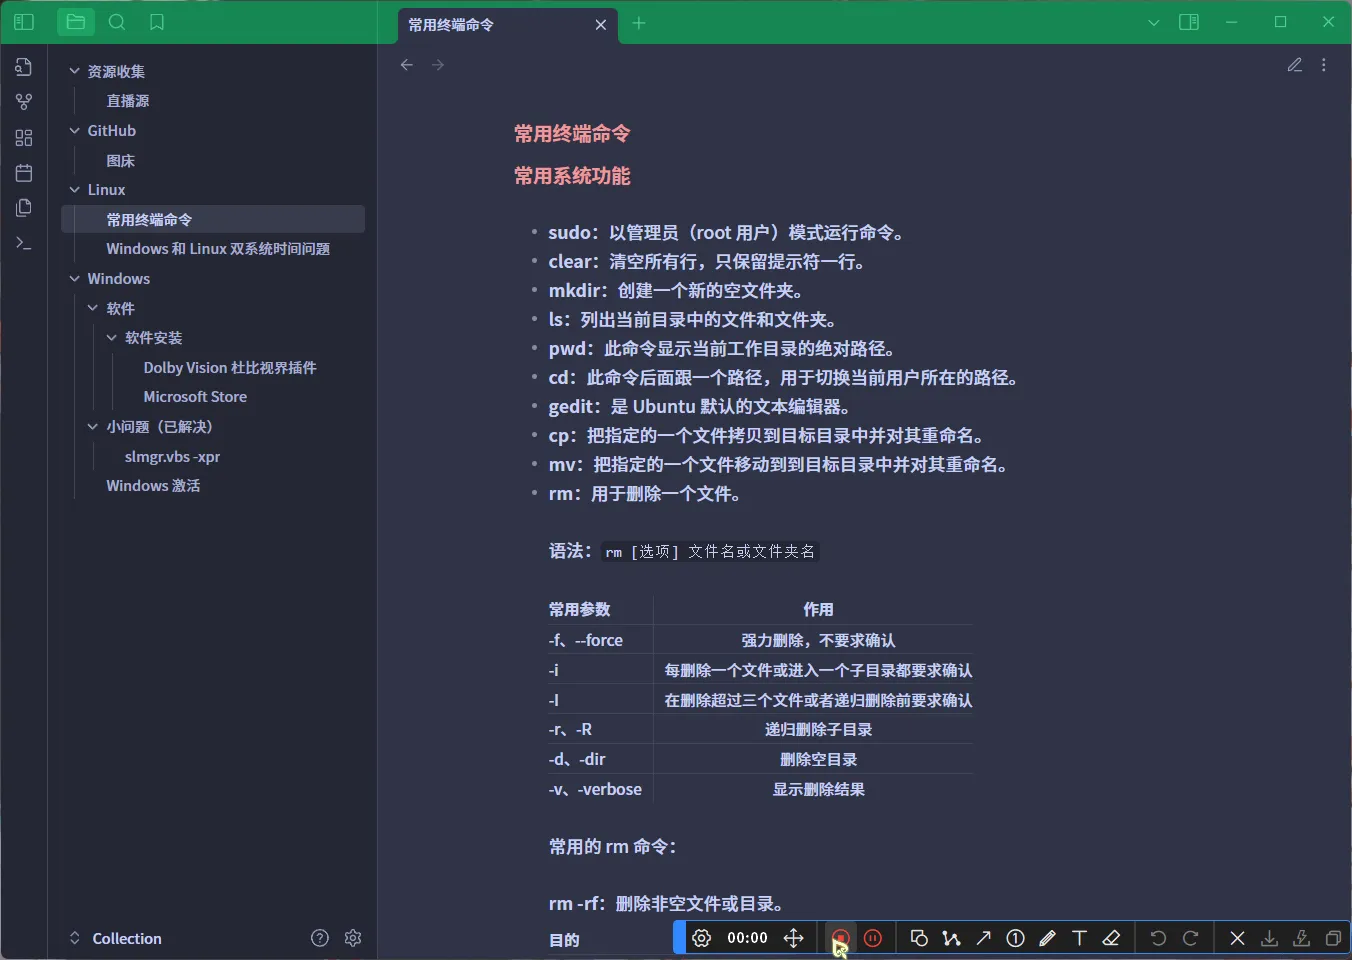 常用终端命令
资源收集
直播源
GitHub
图床
Linux
常用终端命令
Windows 和 Linux 双系统时间问题
Windows
软件
软件安装
Dolby Vision 杜比视界插件
Microsoft Store
小问题（已解决）
slmgr.vbs -xpr
Windows 激活
Collection
常用终端命令
常用系统功能
sudo：以管理员（root 用户）模式运行命令。
clear：清空所有行，只保留提示符一行。
mkdir：创建一个新的空文件夹。
ls：列出当前目录中的文件和文件夹。
pwd：此命令显示当前工作目录的绝对路径。
cd：此命令后面跟一个路径，用于切换当前用户所在的路径。
gedit：是 Ubuntu 默认的文本编辑器。
cp：把指定的一个文件拷贝到目标目录中并对其重命名。
mv：把指定的一个文件移动到到目标目录中并对其重命名。
rm：用于删除一个文件。
语法：rm [选项] 文件名或文件夹名
常用参数 作用
-f、--force 强力删除，不要求确认
-i 每删除一个文件或进入一个子目录都要求确认
-I 在删除超过三个文件或者递归删除前要求确认
-r、-R 递归删除子目录
-d、-dir 删除空目录
-v、-verbose 显示删除结果
常用的 rm 命令：
rm -rf：删除非空文件或目录。
目的
00:00